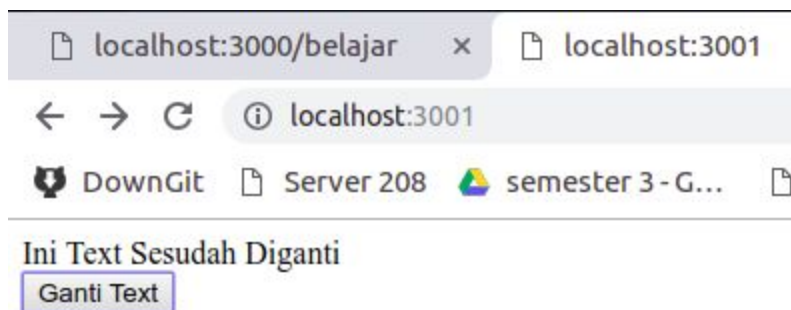 localhost:3000/belajar × localhost:3001
localhost:3001
DownGit Server 208 semester 3 - G...
Ini Text Sesudah Diganti
Ganti Text